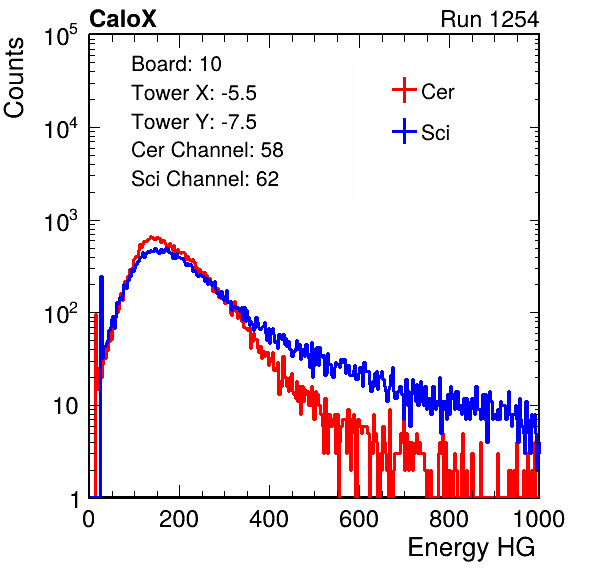 CaloX Run 1254
Counts
10^5
10^4
10^3
10^2
10
1
Board: 10
Tower X: -5.5
Tower Y: -7.5
Cer Channel: 58
Sci Channel: 62
Cer
Sci
0 200 400 600 800 1000
Energy HG